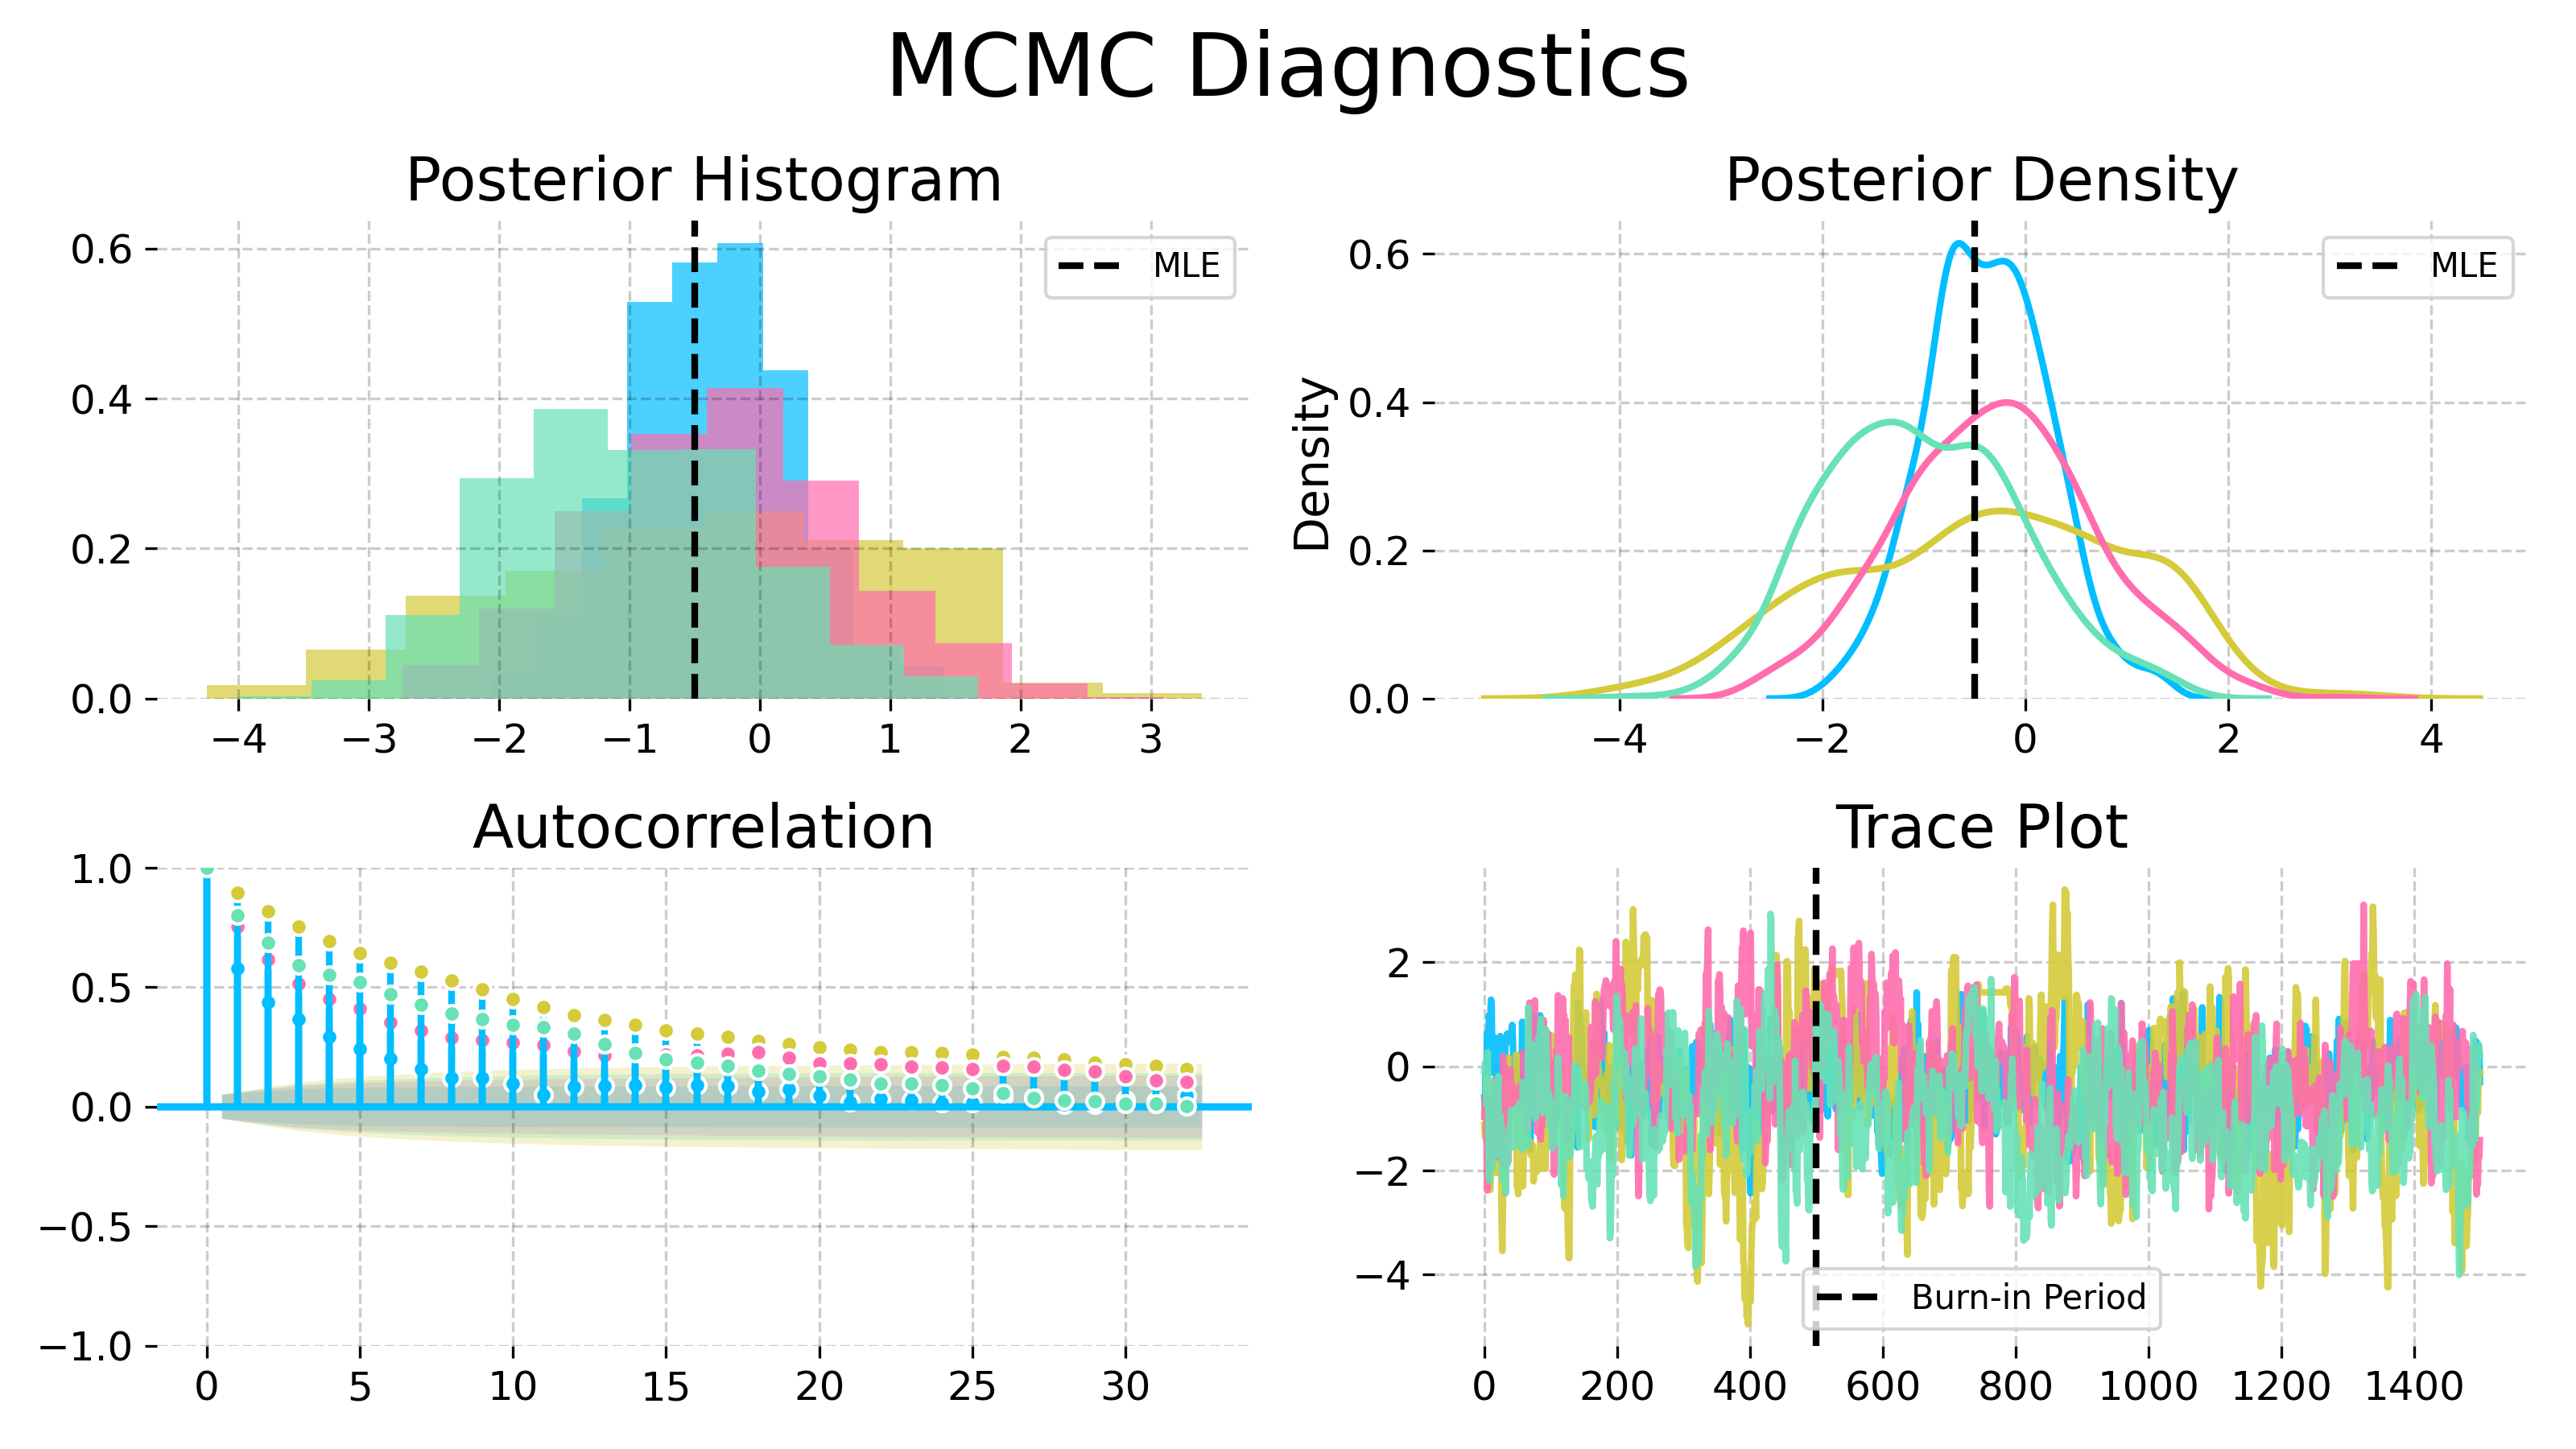 MCMC Diagnostics
Posterior Histogram
0.6
0.4
0.2
0.0
−4 −3 −2 −1 0 1 2 3
MLE
Posterior Density
Density
0.6
0.4
0.2
0.0
−4 −2 0 2 4
MLE
Autocorrelation
1.0
0.5
0.0
−0.5
−1.0
0 5 10 15 20 25 30
Trace Plot
2
0
−2
−4
0 200 400 600 800 1000 1200 1400
Burn-in Period